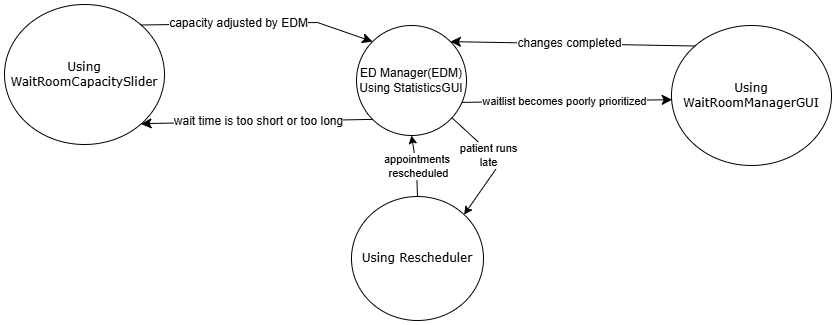 capacity adjusted by EDM
changes completed
Using
WaitRoomCapacitySlider
ED Manager(EDM)
Using StatisticsGUI
Using
WaitRoomManagerGUI
waitlist becomes poorly prioritized
wait time is too short or too long
patient runs
late
appointments
rescheduled
Using Rescheduler